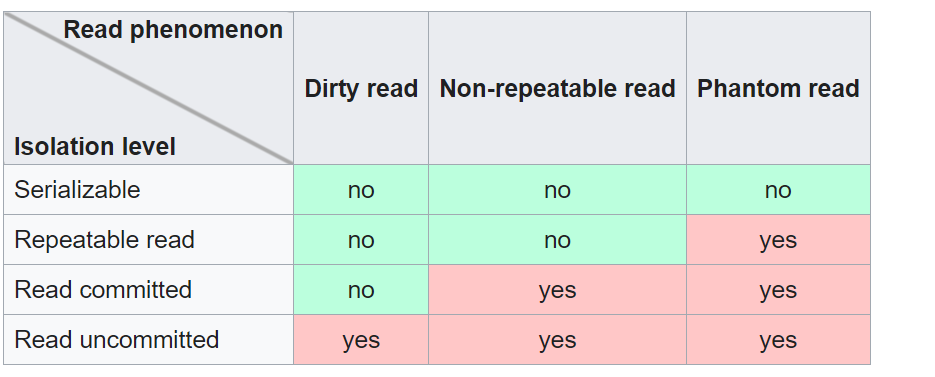 Read phenomenon
Isolation level
Dirty read Non-repeatable read Phantom read
Serializable no no no
Repeatable read no no yes
Read committed no yes yes
Read uncommitted yes yes yes